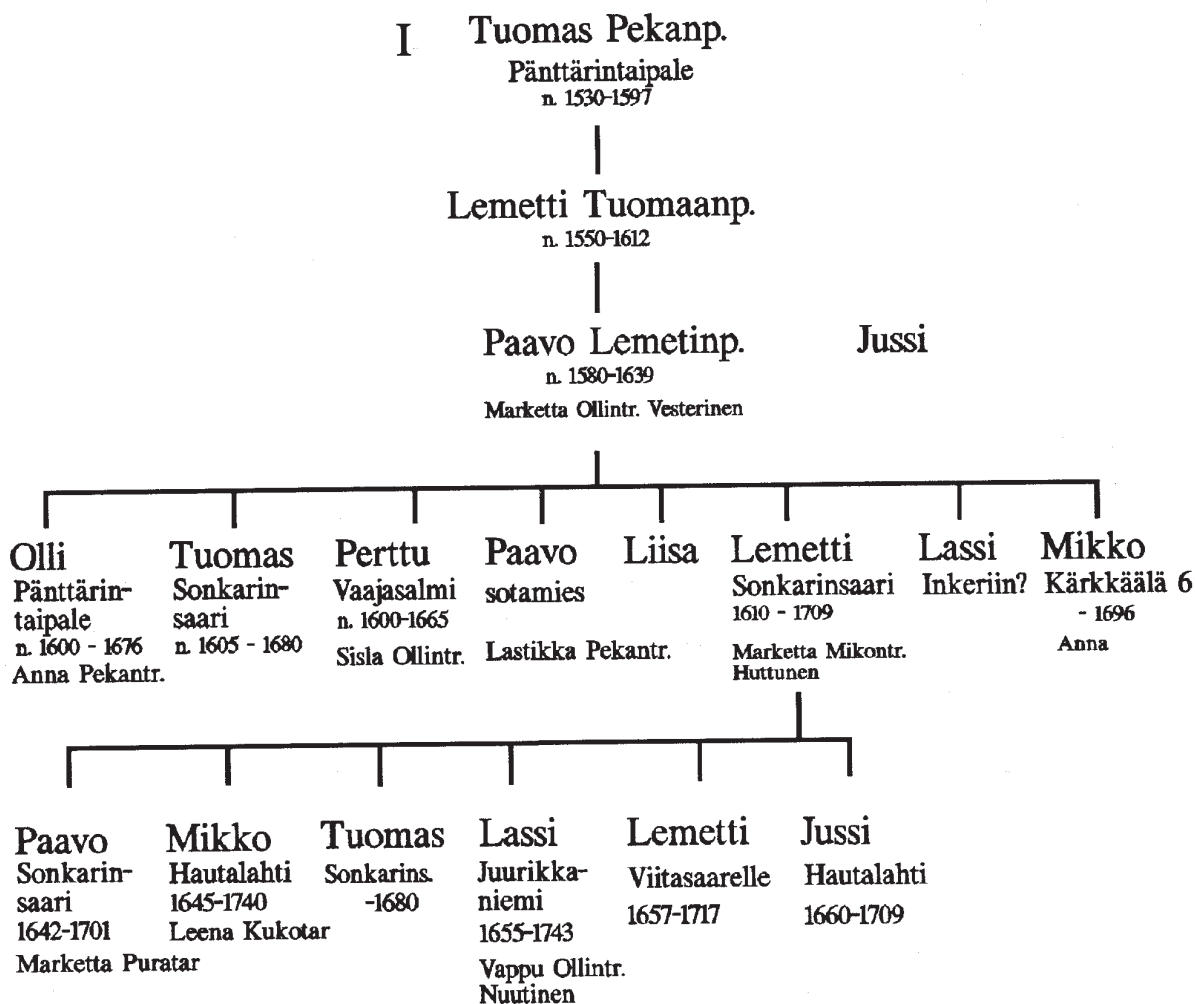 I Tuomas Pekanp.
Pänttärintaipale
n. 1530-1597
Lemetti Tuomaanp.
n. 1550-1612
Paavo Lemetinp.
n. 1580-1639
Marketta Ollintr. Vesterinen
Jussi
Olli
Pänttärin-
taipale
n. 1600 - 1676
Anna Pekantr.
Tuomas
Sonkarin-
saari
n. 1605 - 1680
Perttu
Vaajasalmi
n. 1600-1665
Sisla Ollintr.
Paavo
sotamies
Lastikka Pekantr.
Liisa
Lemetti
Sonkarinsaari
1610 - 1709
Marketta Mikontr.
Huttunen
Lassi
Inkeriin?
Mikko
Kärkkäälä 6
- 1696
Anna
Paavo
Sonkarin-
saari
1642-1701
Marketta Puratar
Mikko
Hautalahti
1645-1740
Leena Kukotar
Tuomas
Sonkarins.
-1680
Lassi
Juurikka-
niemi
1655-1743
Vappu Ollintr.
Nuutinen
Lemetti
Viitasaarelle
1657-1717
Jussi
Hautalahti
1660-1709